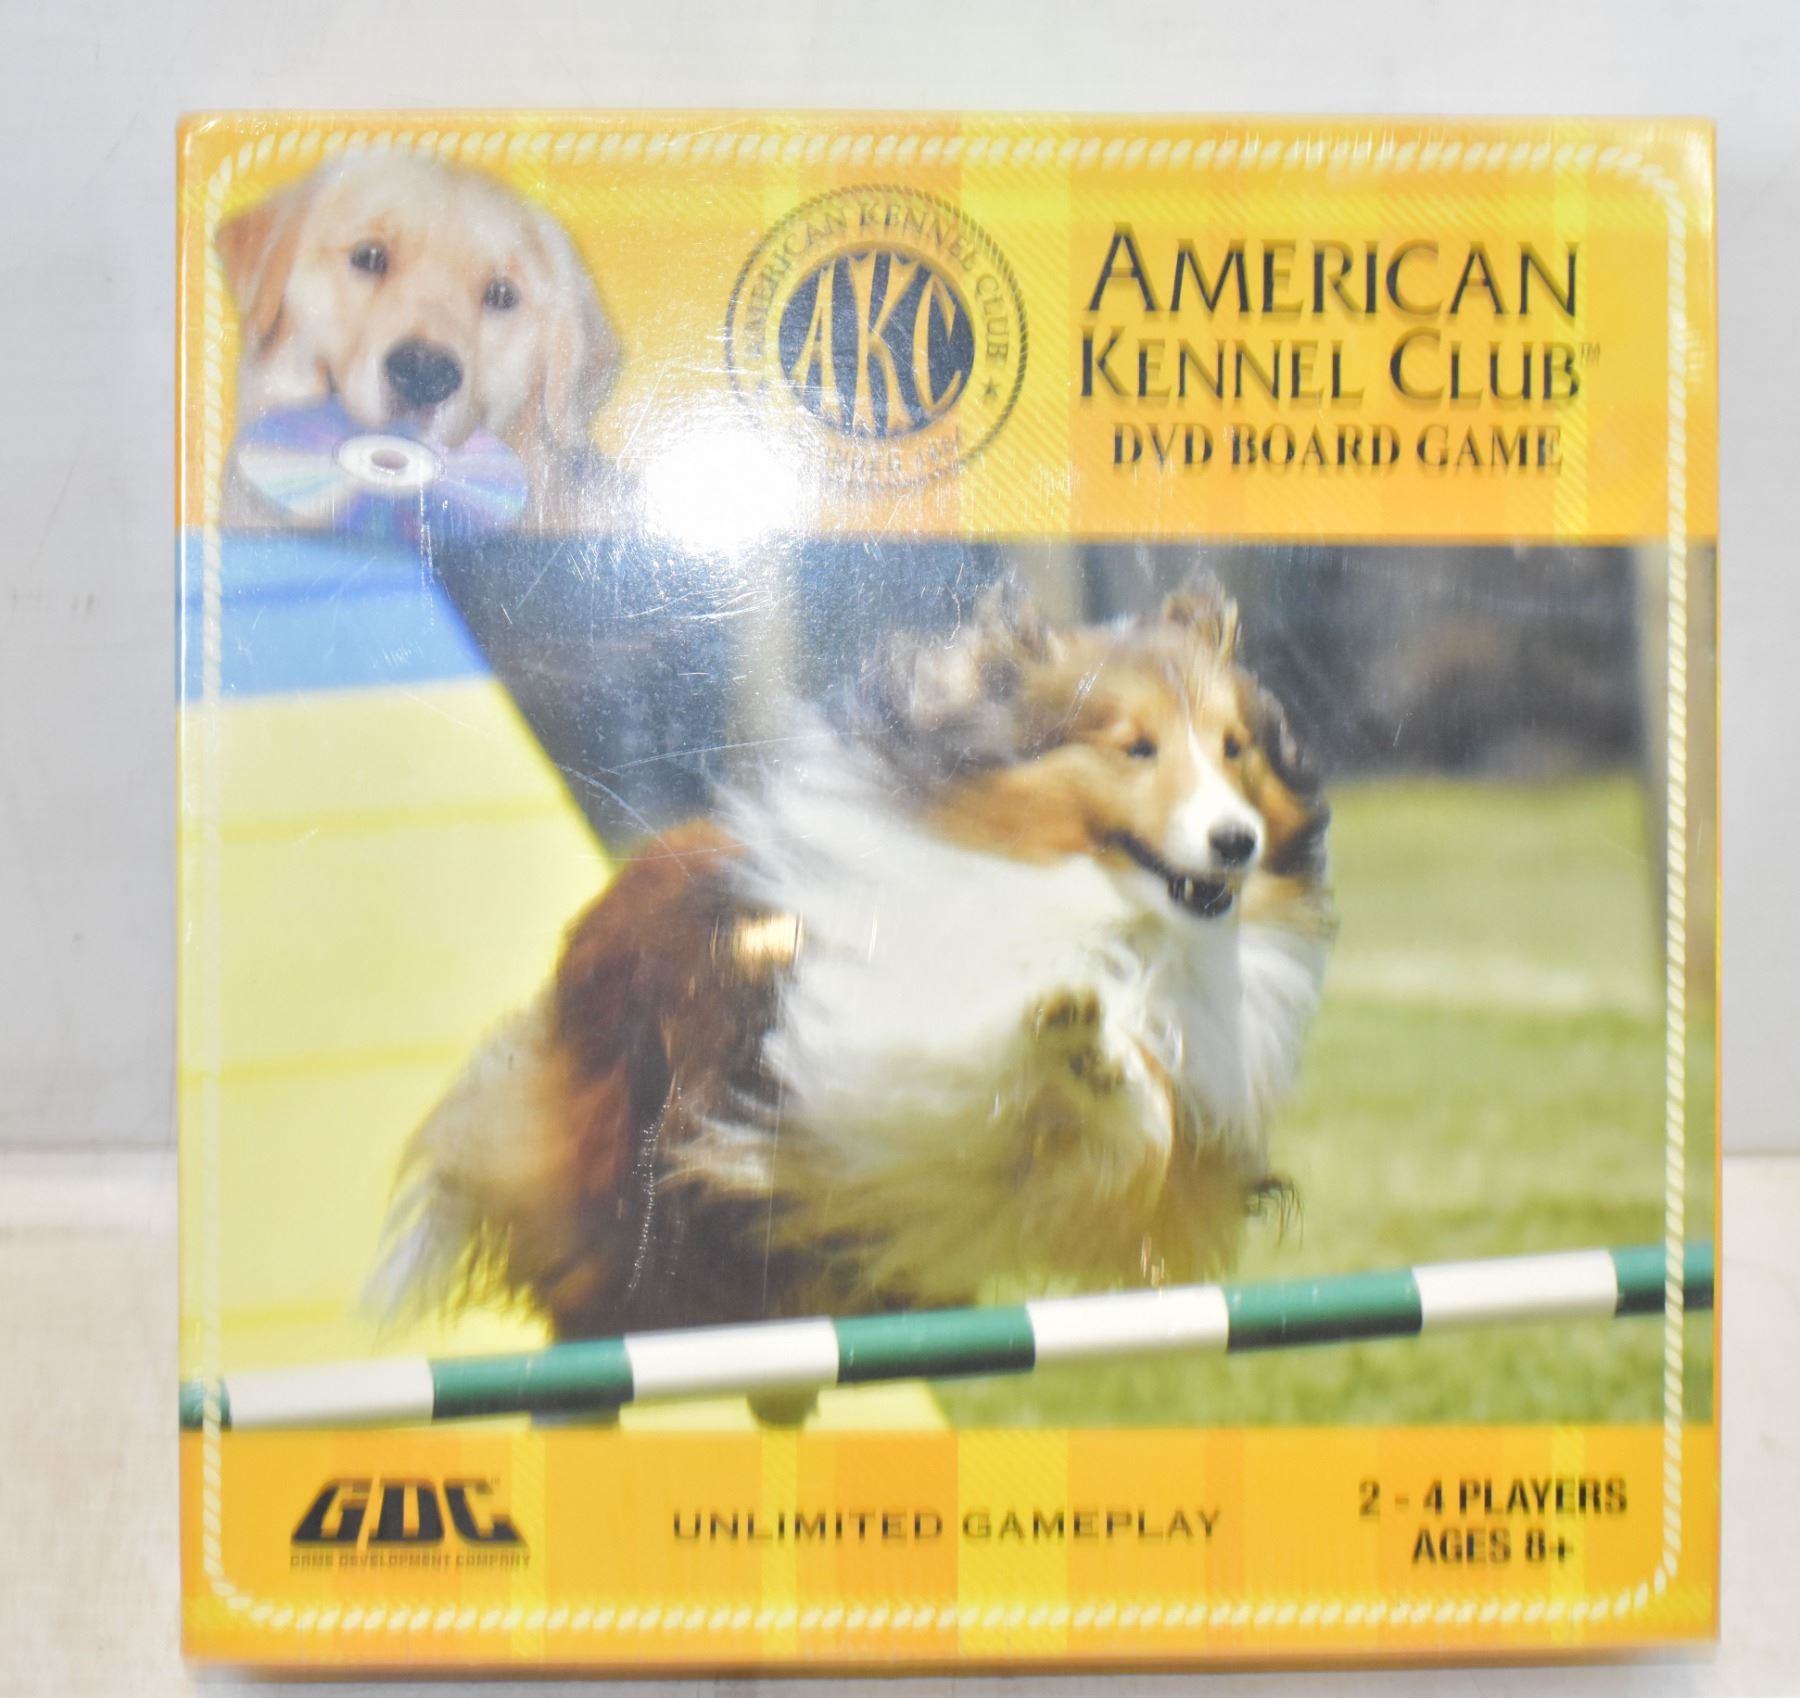 AMERICAN KENNEL CLUB
AKC
AMERICAN
KENNEL CLUB™
DVD BOARD GAME
GDC
GAME DEVELOPMENT COMPANY
UNLIMITED GAMEPLAY
2 - 4 PLAYERS
AGES 8+